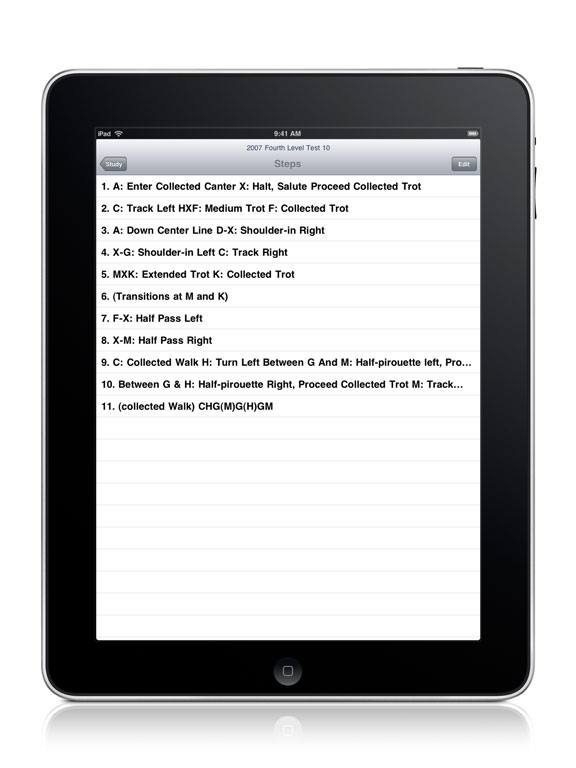 iPad 9:41 AM
2007 Fourth Level Test 10
Study Steps Edit
1. A: Enter Collected Canter X: Halt, Salute Proceed Collected Trot
2. C: Track Left HXF: Medium Trot F: Collected Trot
3. A: Down Center Line D-X: Shoulder-in Right
4. X-G: Shoulder-in Left C: Track Right
5. MXK: Extended Trot K: Collected Trot
6. (Transitions at M and K)
7. F-X: Half Pass Left
8. X-M: Half Pass Right
9. C: Collected Walk H: Turn Left Between G And M: Half-pirouette left, Pro...
10. Between G & H: Half-pirouette Right, Proceed Collected Trot M: Track...
11. (collected Walk) CHG(M)G(H)GM